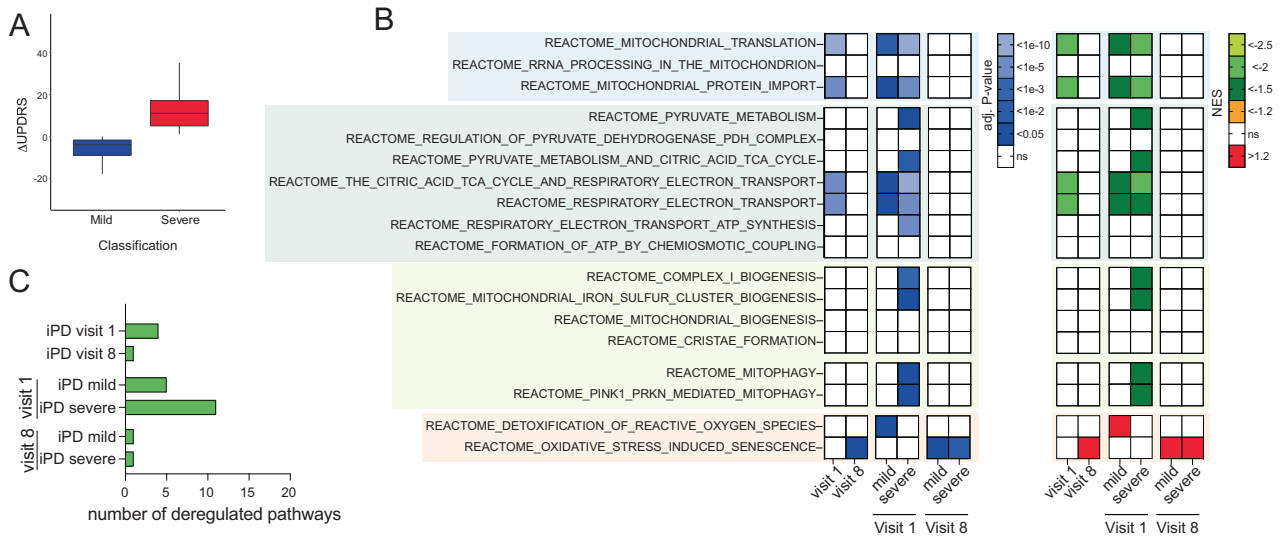 A
ΔUPDRS
40
20
0
-20
Mild
Severe
Classification
B
REACTOME_MITOCHONDRIAL_TRANSLATION
REACTOME_RRNA_PROCESSING_IN_THE_MITOCHONDRION
REACTOME_MITOCHONDRIAL_PROTEIN_IMPORT
REACTOME_PYRUVATE_METABOLISM
REACTOME_REGULATION_OF_PYRUVATE_DEHYDROGENASE_PDH_COMPLEX
REACTOME_PYRUVATE_METABOLISM_AND_CITRIC_ACID_TCA_CYCLE
REACTOME_THE_CITRIC_ACID_TCA_CYCLE_AND_RESPIRATORY_ELECTRON_TRANSPORT
REACTOME_RESPIRATORY_ELECTRON_TRANSPORT
REACTOME_RESPIRATORY_ELECTRON_TRANSPORT_ATP_SYNTHESIS
REACTOME_FORMATION_OF_ATP_BY_CHEMIOSMOTIC_COUPLING
REACTOME_COMPLEX_I_BIOGENESIS
REACTOME_MITOCHONDRIAL_IRON_SULFUR_CLUSTER_BIOGENESIS
REACTOME_MITOCHONDRIAL_BIOGENESIS
REACTOME_CRISTAE_FORMATION
REACTOME_MITOPHAGY
REACTOME_PINK1_PRKN_MEDIATED_MITOPHAGY
REACTOME_DETOXIFICATION_OF_REACTIVE_OXYGEN_SPECIES
REACTOME_OXIDATIVE_STRESS_INDUCED_SENESCENCE
visit 1
visit 8
mild
severe
mild
severe
Visit 1
Visit 8
adj. P-value
<1e-10
<1e-5
<1e-3
<1e-2
<0.05
ns
visit 1
visit 8
mild
severe
mild
severe
Visit 1
Visit 8
NES
<-2.5
<-2
<-1.5
<-1.2
ns
>1.2
C
iPD visit 1
iPD visit 8
visit 1
iPD mild
iPD severe
visit 8
iPD mild
iPD severe
0 5 10 15 20
number of deregulated pathways